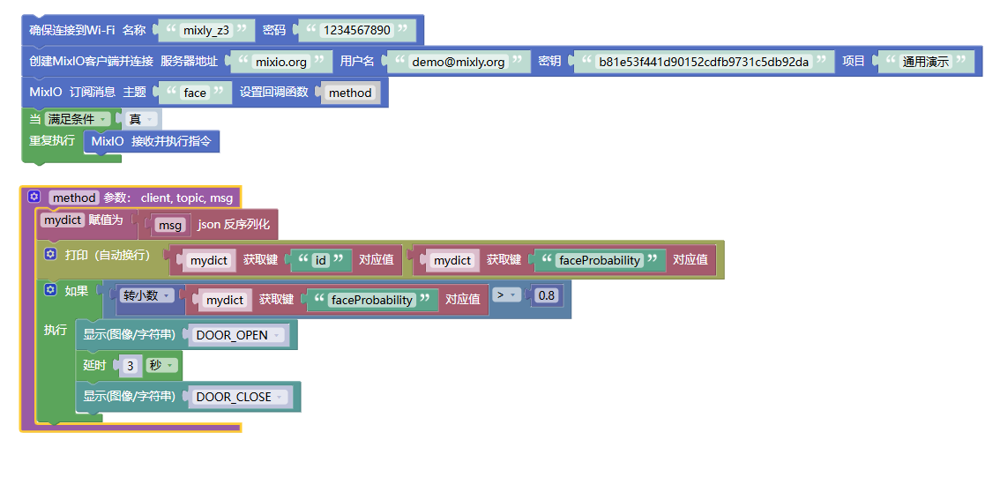 确保连接到Wi-Fi 名称 “ mixly_z3 ” 密码 “ 1234567890 ”
创建MixIO客户端并连接 服务器地址 “ mixio.org ” 用户名 “ demo@mixly.org ” 密钥 “ b81e53f441d90152cdfb9731c5db92da ” 项目 “ 通用演示 ”
MixIO 订阅消息 主题 “ face ” 设置回调函数 method
当 满足条件 真
重复执行 MixIO 接收并执行指令
method 参数： client, topic, msg
mydict 赋值为 msg json 反序列化
打印（自动换行） mydict 获取键 “ id ” 对应值 mydict 获取键 “ faceProbability ” 对应值
如果 转小数 mydict 获取键 “ faceProbability ” 对应值 > 0.8
执行 显示(图像/字符串) DOOR_OPEN
延时 3 秒
显示(图像/字符串) DOOR_CLOSE